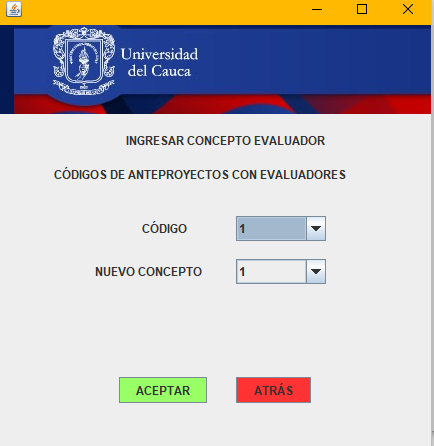 Universidad
del Cauca
INGRESAR CONCEPTO EVALUADOR
CÓDIGOS DE ANTEPROYECTOS CON EVALUADORES
CÓDIGO 1
NUEVO CONCEPTO 1
ACEPTAR ATRÁS